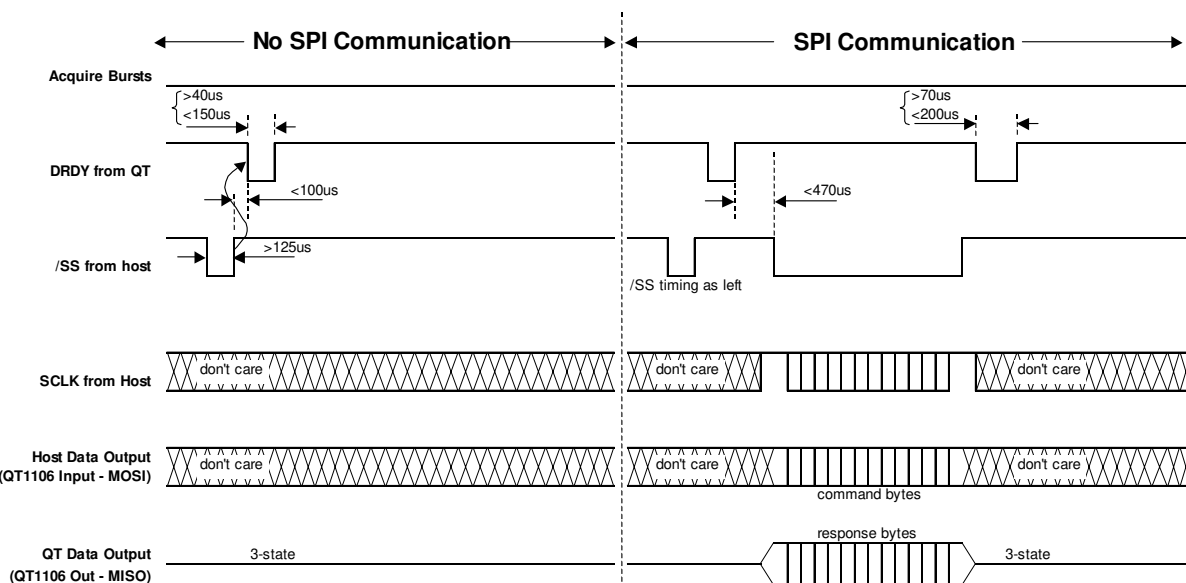 No SPI Communication
SPI Communication
Acquire Bursts
>40us
<150us
>70us
<200us
DRDY from QT
<100us
<470us
>125us
/SS from host
/SS timing as left
SCLK from Host
don't care
don't care
don't care
Host Data Output
(QT1106 Input - MOSI)
don't care
don't care
don't care
command bytes
response bytes
QT Data Output
(QT1106 Out - MISO)
3-state
3-state